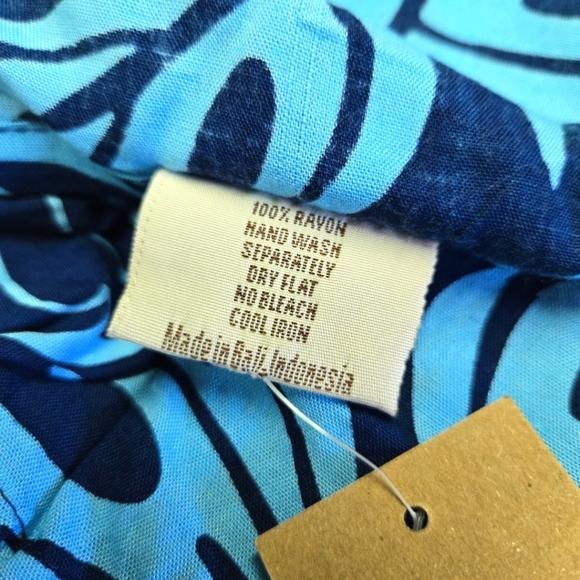 100% RAYON
HAND WASH
SEPARATELY
DRY FLAT
NO BLEACH
COOL IRON
Made in Bali, Indonesia